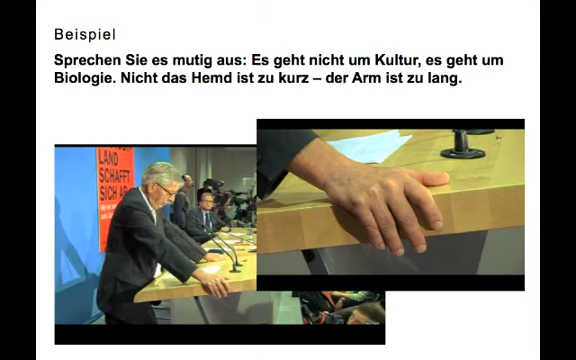 Beispiel
Sprechen Sie es mutig aus: Es geht nicht um Kultur, es geht um
Biologie. Nicht das Hemd ist zu kurz – der Arm ist zu lang.
LAND
SCHAFFT
SICH AB